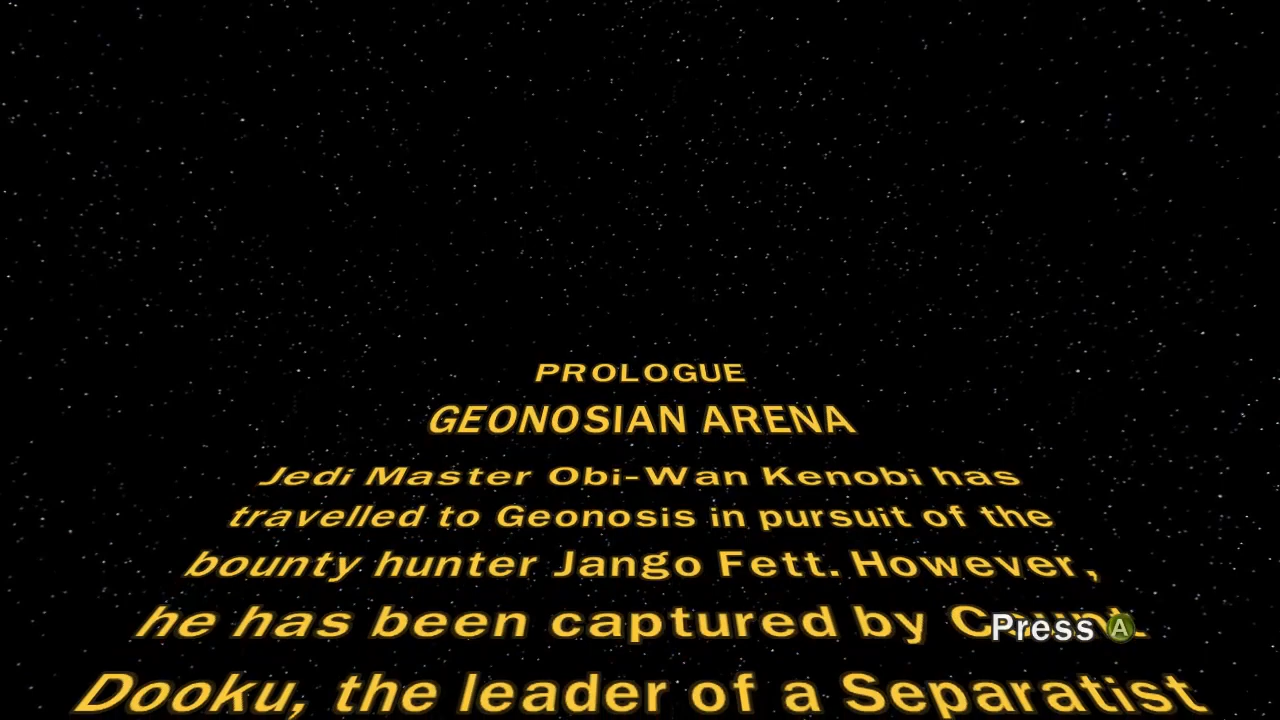 PROLOGUE
GEONOSIAN ARENA
Jedi Master Obi-Wan Kenobi has
travelled to Geonosis in pursuit of the
bounty hunter Jango Fett. However,
he has been captured by Count
Press A
Dooku, the leader of a Separatist